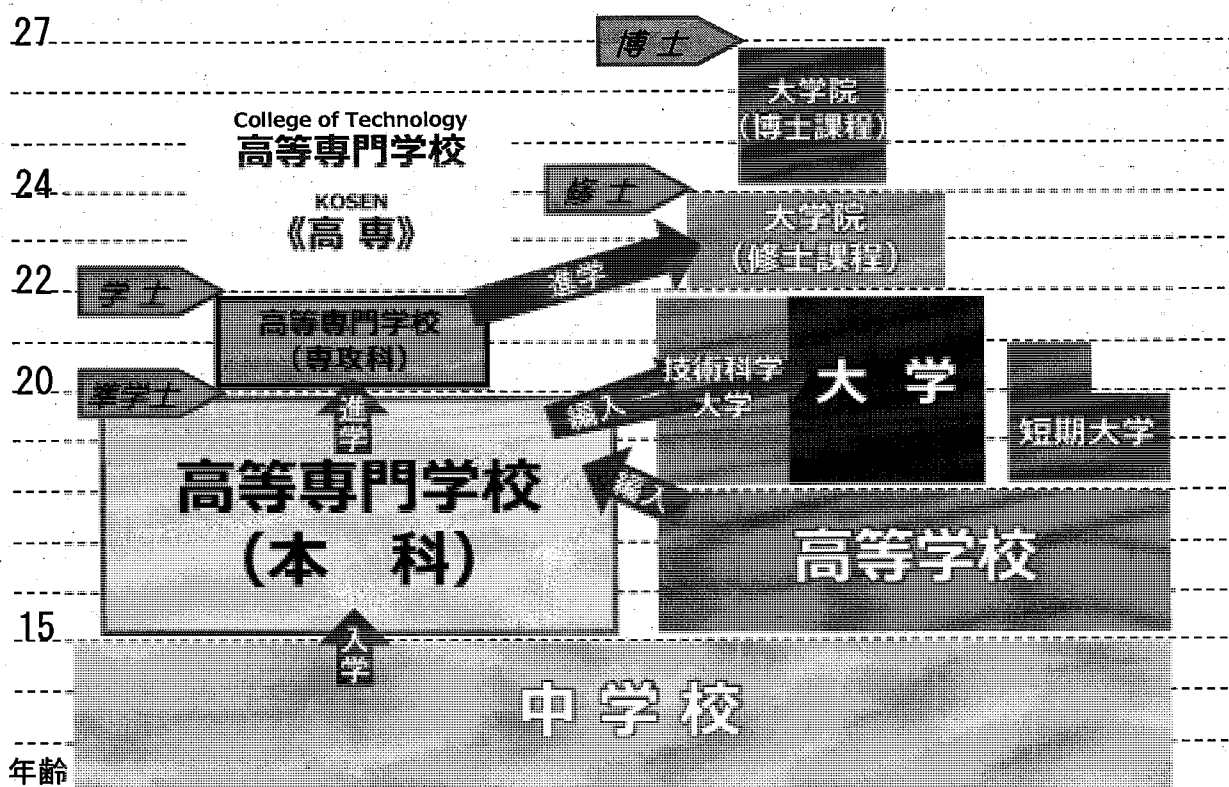 27
博 士
大学院
(博士課程)
College of Technology
高等専門学校
24
修 士
KOSEN
《高 専》
大学院
(修士課程)
進学
22
学 士
高等専門学校
(専攻科)
技術科学
大学
大 学
20
準学士
進学
編入
短期大学
高等専門学校
(本 科)
編入
高等学校
15
入学
中 学 校
年齢